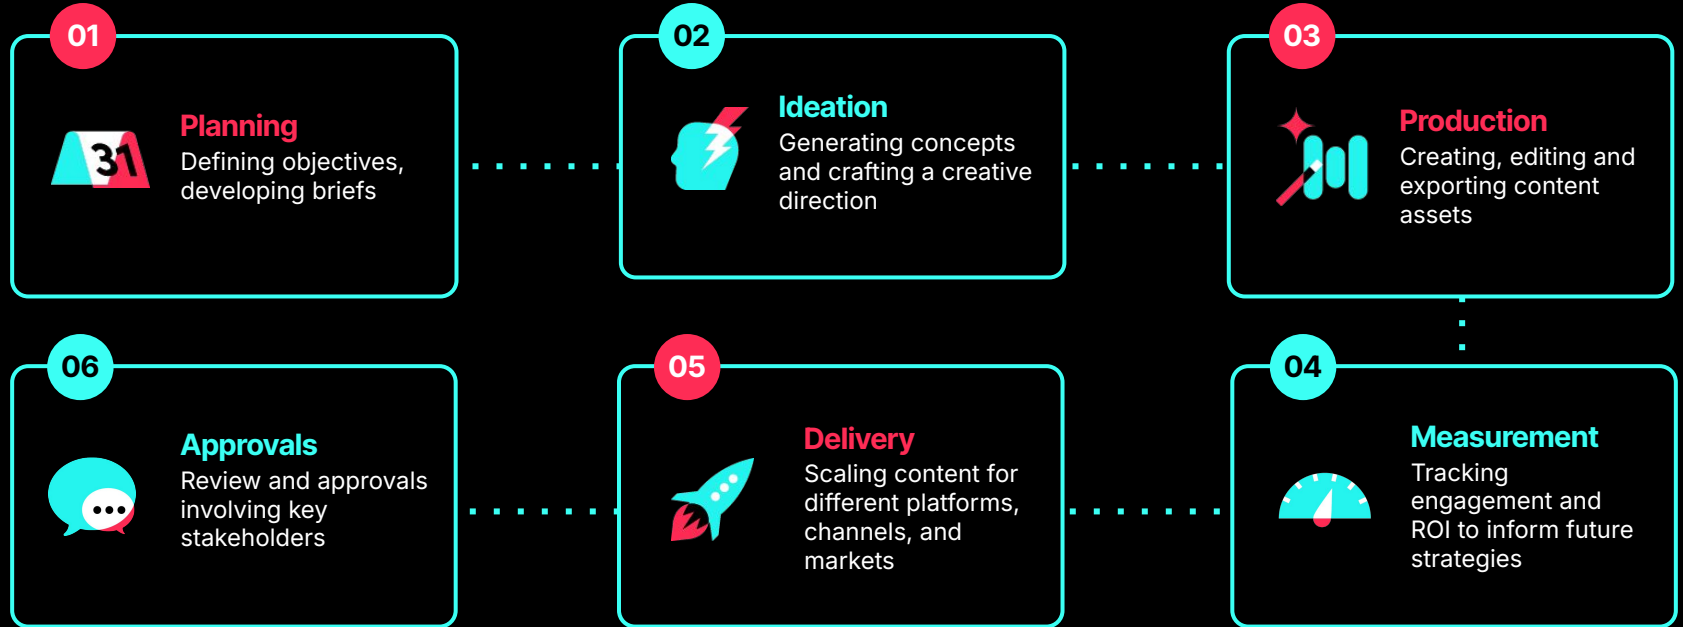 01
Planning
Defining objectives,
developing briefs
31
02
Ideation
Generating concepts
and crafting a creative
direction
03
Production
Creating, editing and
exporting content
assets
04
Measurement
Tracking
engagement and
ROI to inform future
strategies
05
Delivery
Scaling content for
different platforms,
channels, and
markets
06
Approvals
Review and approvals
involving key
stakeholders